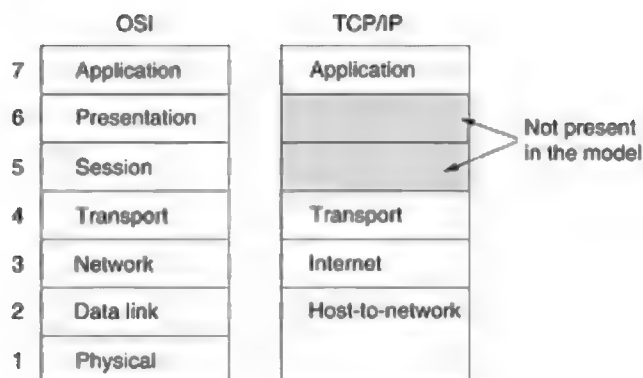 OSI TCP/IP
7 Application Application
6 Presentation
Not present
in the model
5 Session
4 Transport Transport
3 Network Internet
2 Data link Host-to-network
1 Physical